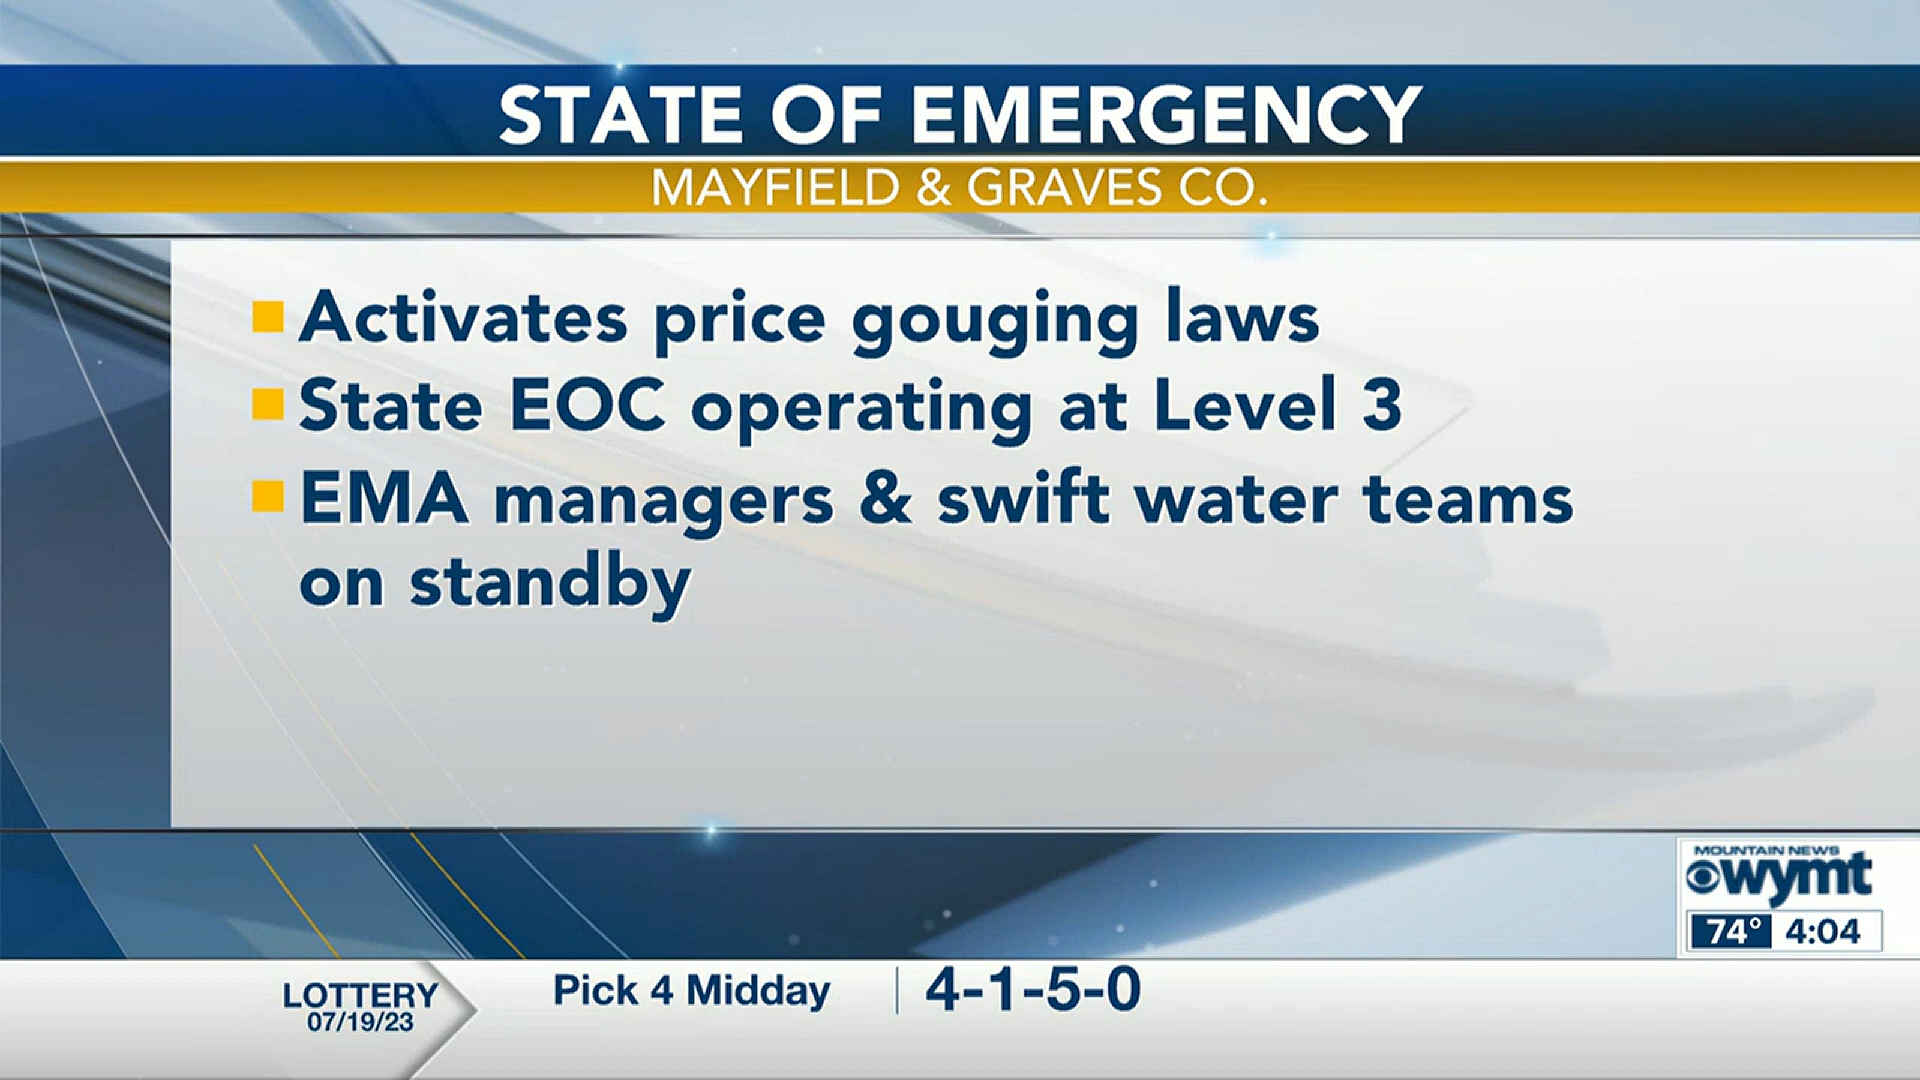 STATE OF EMERGENCY
MAYFIELD & GRAVES CO.
Activates price gouging laws
State EOC operating at Level 3
EMA managers & swift water teams
on standby
MOUNTAIN NEWS
wymt
74° 4:04
LOTTERY
07/19/23
Pick 4 Midday
4-1-5-0